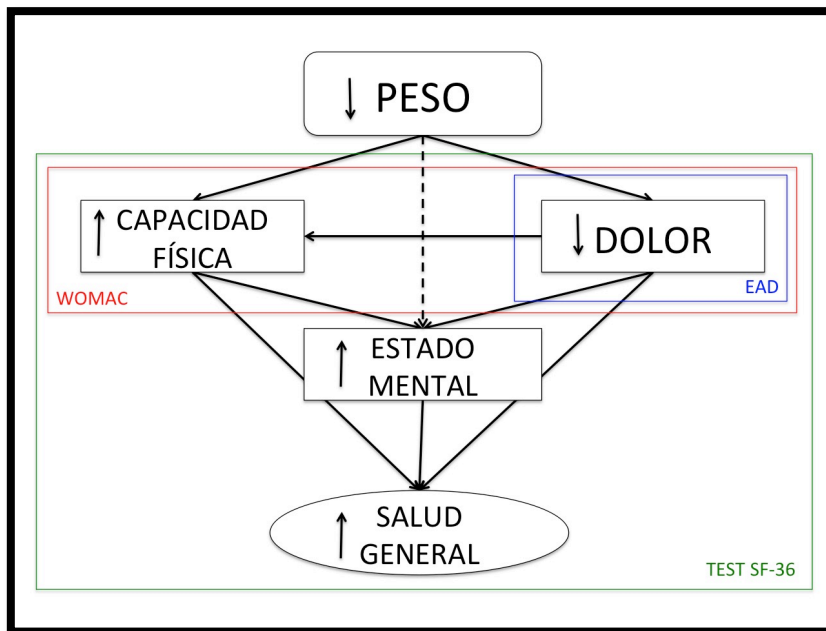 PESO
CAPACIDAD
FÍSICA
DOLOR
EAD
WOMAC
ESTADO
MENTAL
SALUD
GENERAL
TEST SF-36